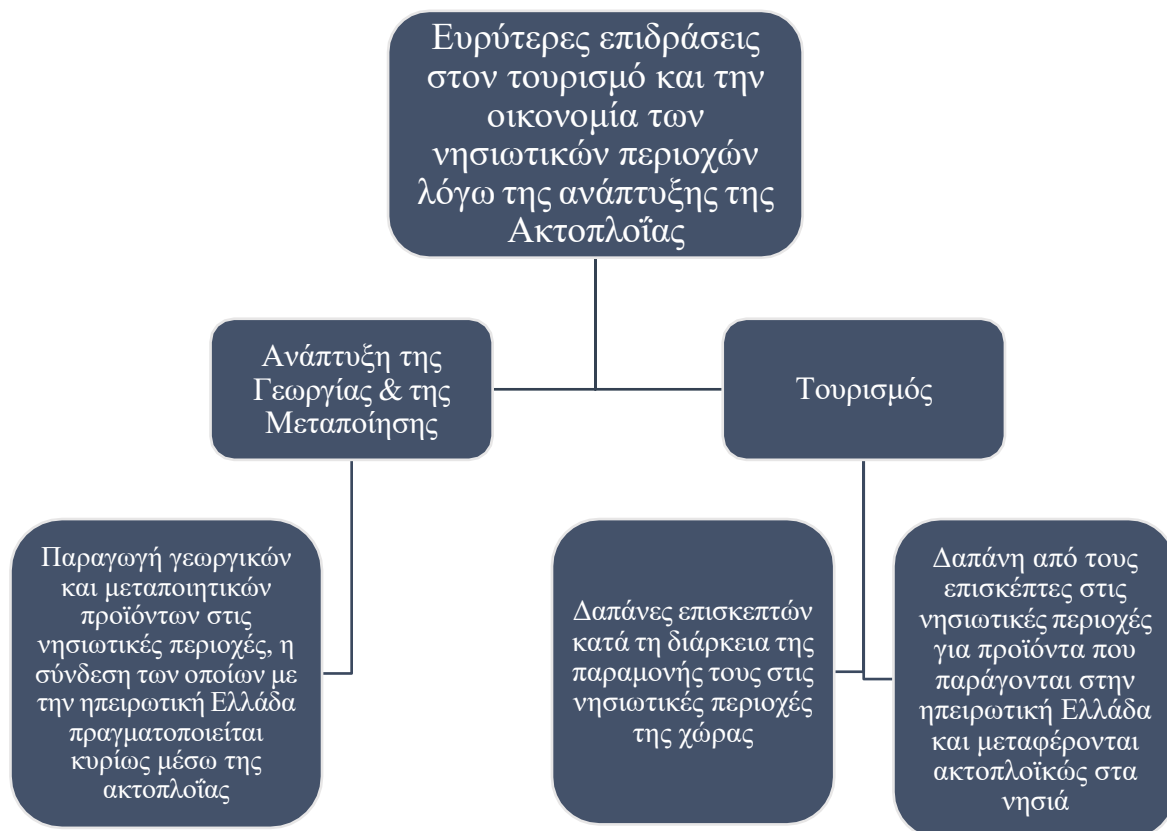 Ευρύτερες επιδράσεις
στον τουρισμό και την
οικονομία των
νησιωτικών περιοχών
λόγω της ανάπτυξης της
Ακτοπλοΐας
Ανάπτυξη της
Γεωργίας & της
Μεταποίησης
Τουρισμός
Παραγωγή γεωργικών
και μεταποιητικών
προϊόντων στις
νησιωτικές περιοχές, η
σύνδεση των οποίων με
την ηπειρωτική Ελλάδα
πραγματοποιείται
κυρίως μέσω της
ακτοπλοΐας
Δαπάνες επισκεπτών
κατά τη διάρκεια της
παραμονής τους στις
νησιωτικές περιοχές
της χώρας
Δαπάνη από τους
επισκέπτες στις
νησιωτικές περιοχές
για προϊόντα που
παράγονται στην
ηπειρωτική Ελλάδα
και μεταφέρονται
ακτοπλοϊκώς στα
νησιά